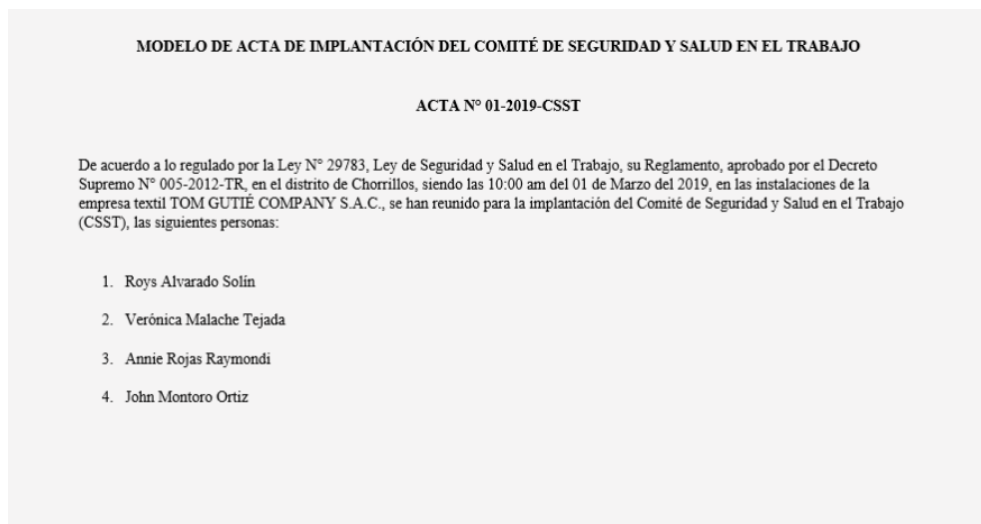 MODELO DE ACTA DE IMPLANTACIÓN DEL COMITÉ DE SEGURIDAD Y SALUD EN EL TRABAJO
ACTA N° 01-2019-CSST
De acuerdo a lo regulado por la Ley N° 29783, Ley de Seguridad y Salud en el Trabajo, su Reglamento, aprobado por el Decreto
Supremo N° 005-2012-TR, en el distrito de Chorrillos, siendo las 10:00 am del 01 de Marzo del 2019, en las instalaciones de la
empresa textil TOM GUTIÉ COMPANY S.A.C., se han reunido para la implantación del Comité de Seguridad y Salud en el Trabajo
(CSST), las siguientes personas:
1. Roys Alvarado Solín
2. Verónica Malache Tejada
3. Annie Rojas Raymondi
4. John Montoro Ortiz